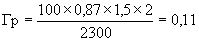 Гр = 100×0,87×1,5×2 / 2300 = 0,11